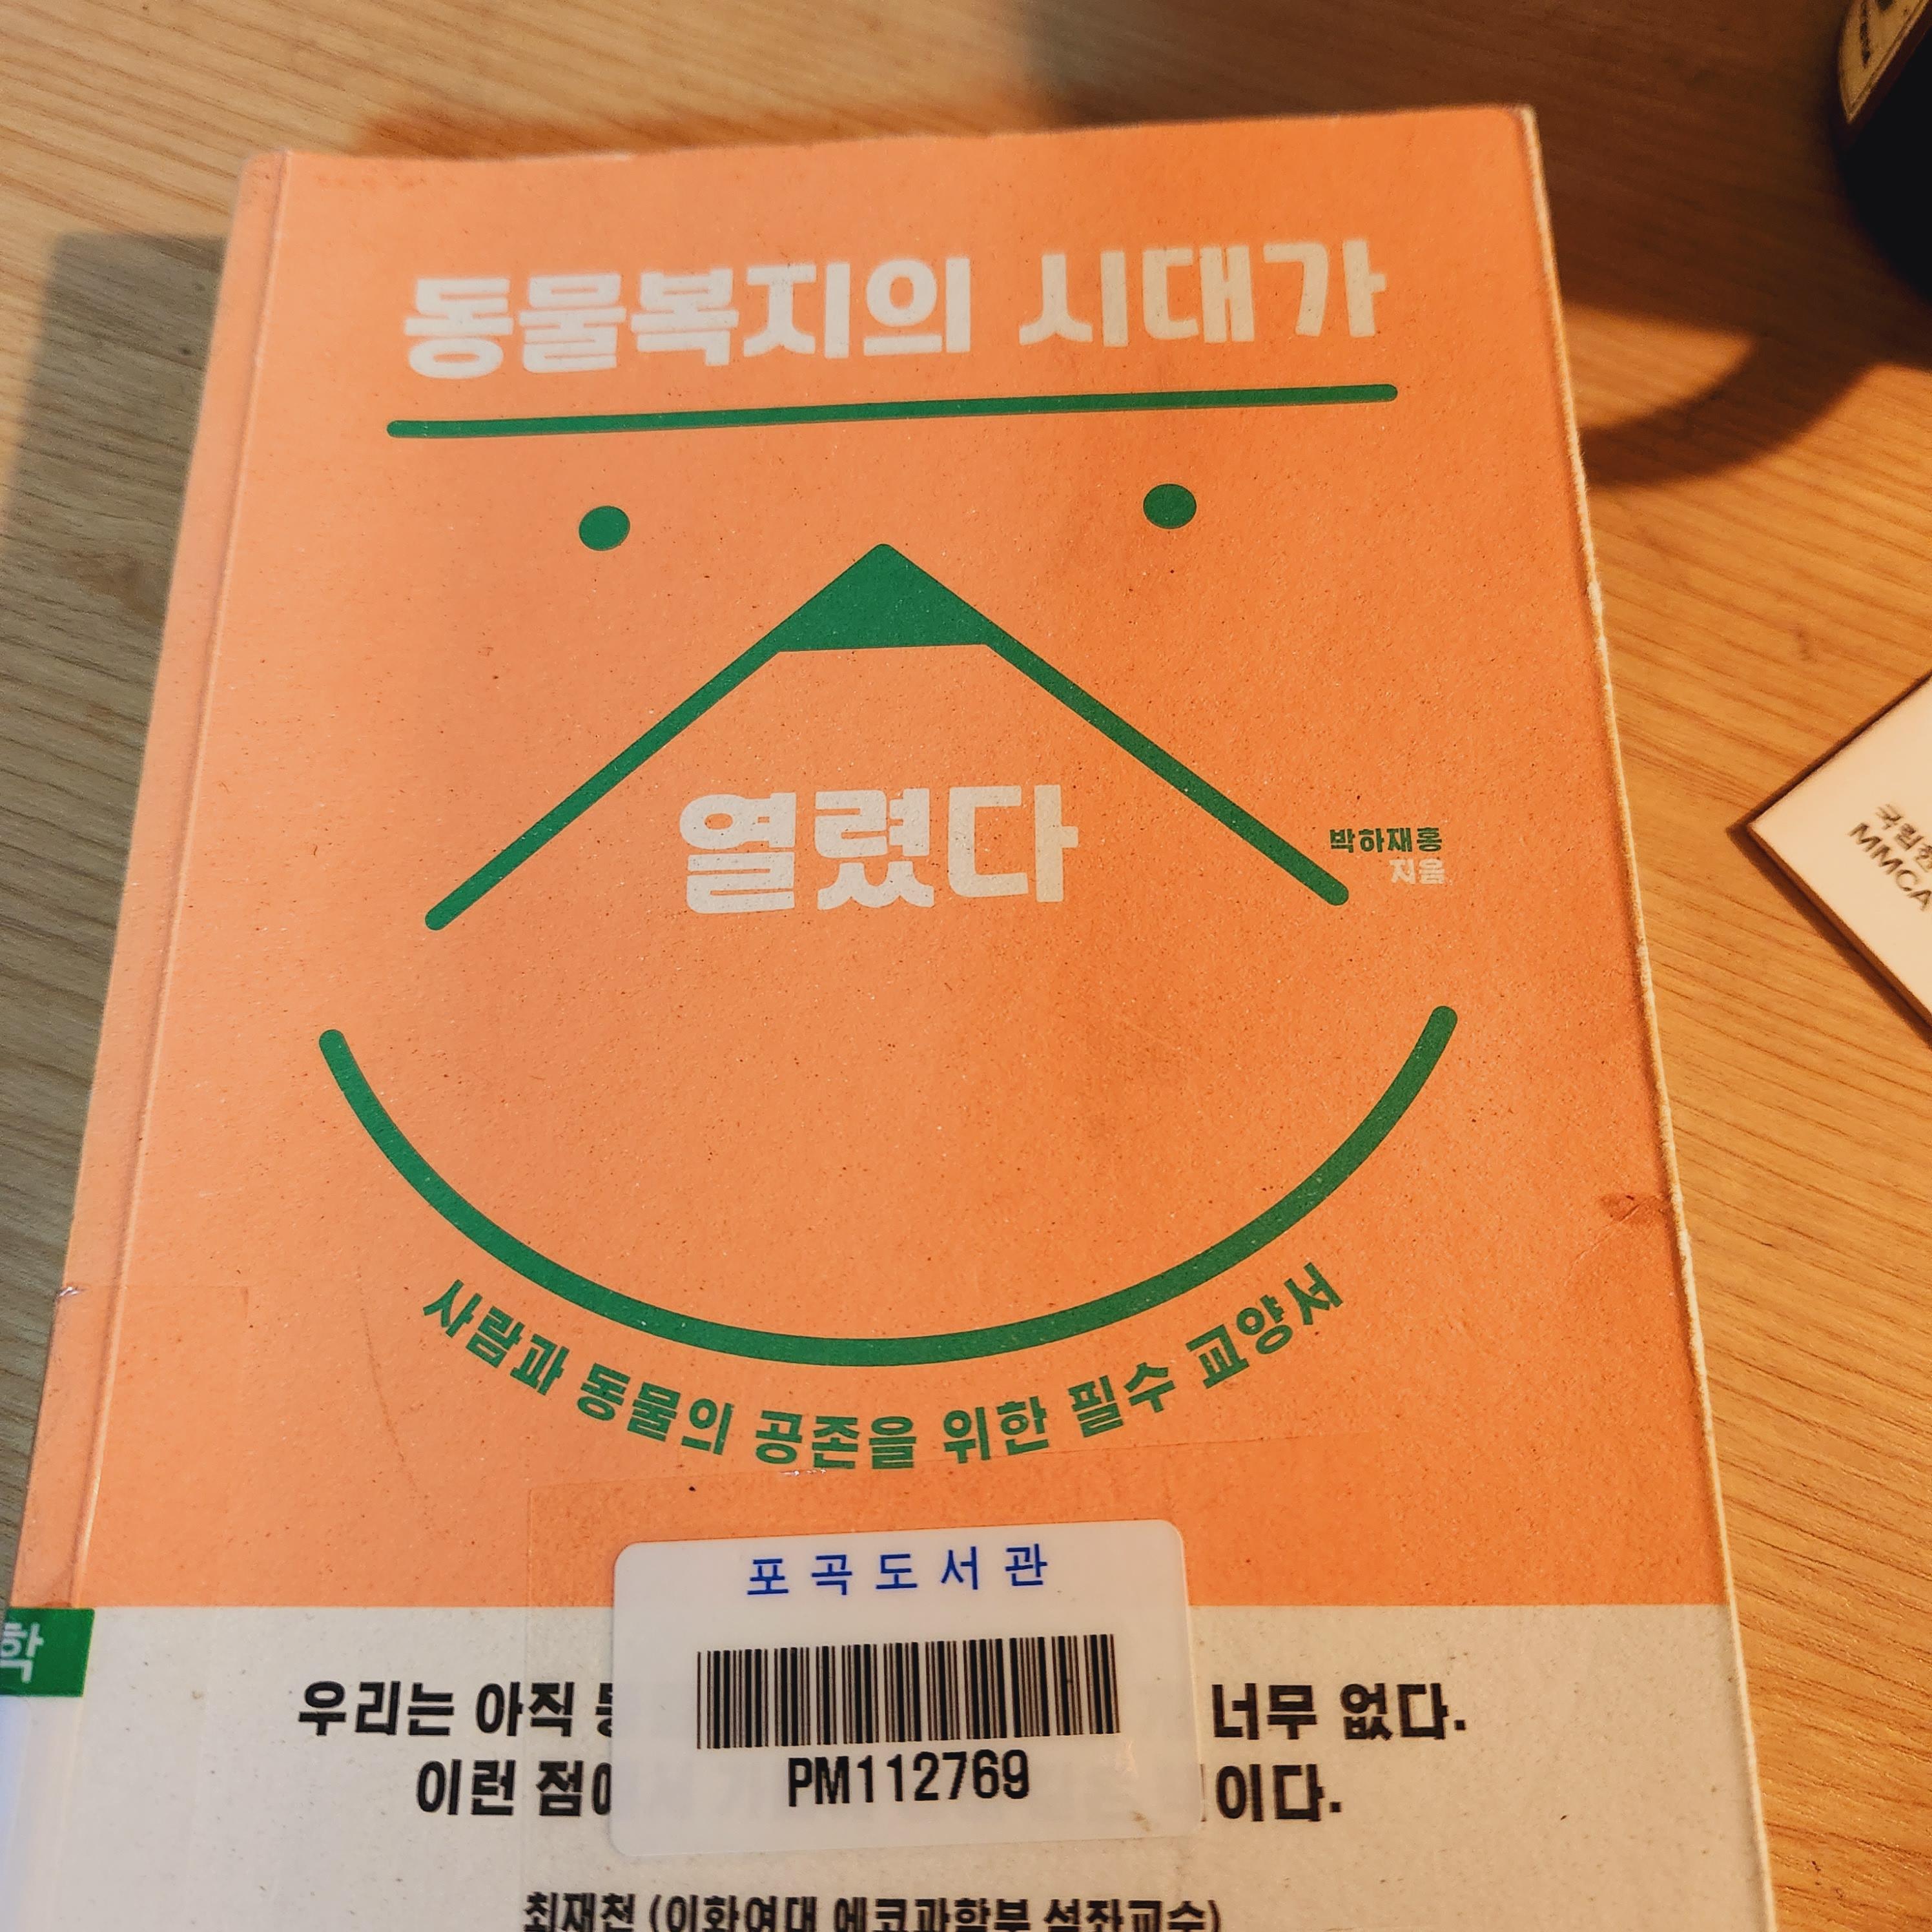 동물복지의 시대가
열렸다
박하재홍
지음
사람과 동물의 공존을 위한 필수 교양서
포곡도서관
PM112769
학
우리는 아직 너무 없다.
이런 이다.
최재천 (이화여대 에코과학부 석좌교수)
MMCA